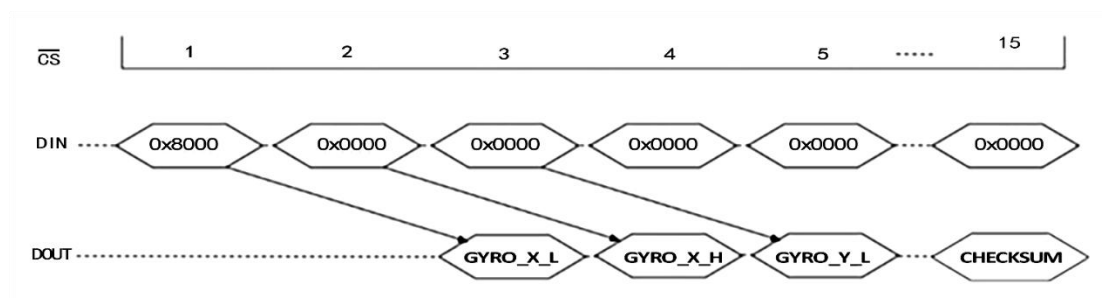 CS 1 2 3 4 5 ..... 15
DIN 0x8000 0x0000 0x0000 0x0000 0x0000 0x0000
DOUT GYRO_X_L GYRO_X_H GYRO_Y_L CHECKSUM